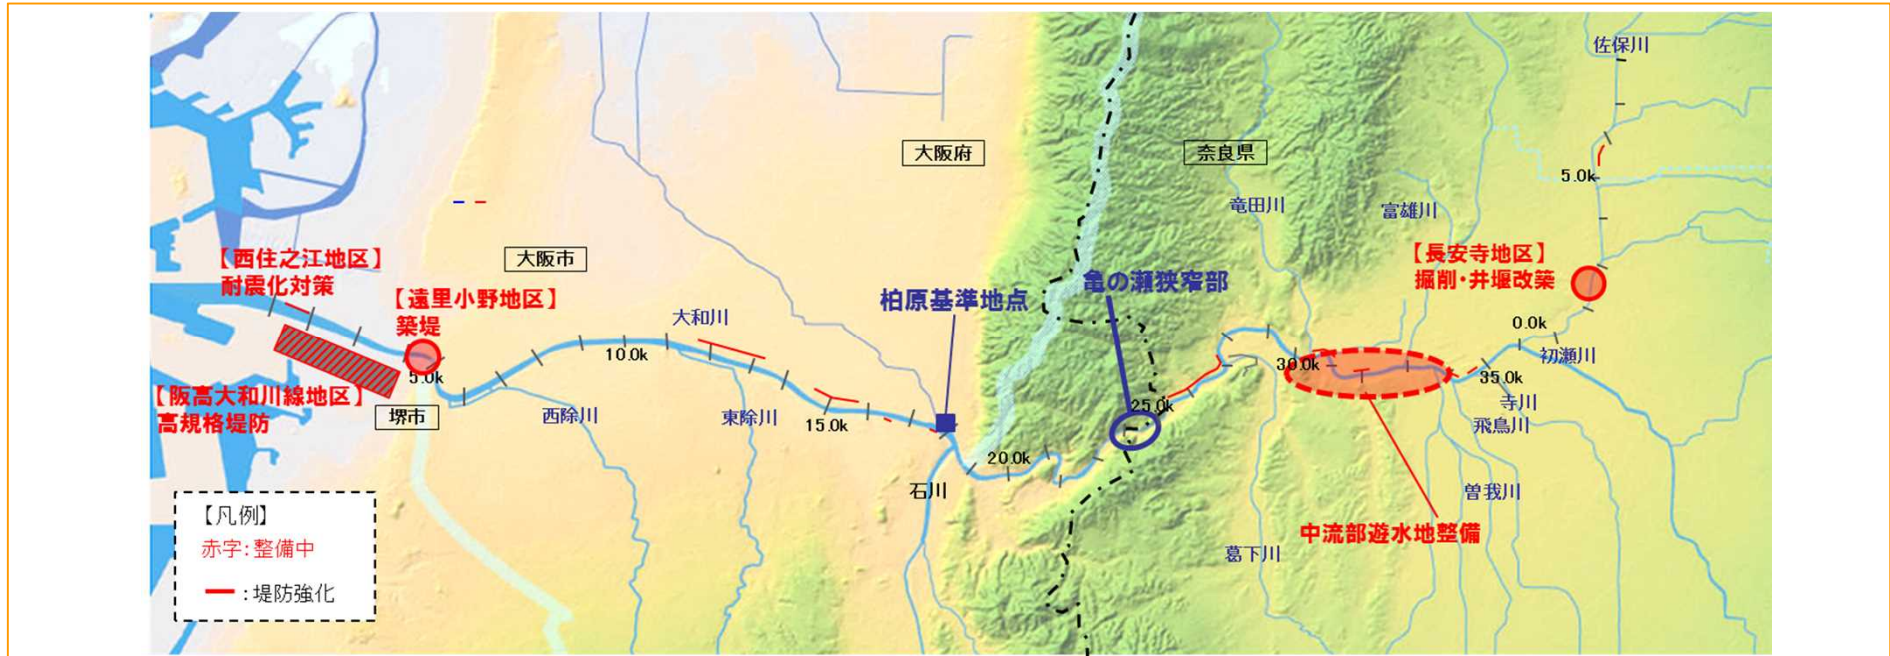 佐保川
大阪府
奈良県
5.0k
竜田川
富雄川
【西住之江地区】
耐震化対策
大阪市
【長安寺地区】
掘削・井堰改築
亀の瀬狭窄部
柏原基準地点
【遠里小野地区】
築堤
大和川
0.0k
初瀬川
10.0k
30.0k
5.0k
35.0k
【阪高大和川線地区】
高規格堤防
堺市
西除川
東除川
15.0k
25.0k
寺川
飛鳥川
20.0k
石川
曽我川
中流部遊水地整備
葛下川
【凡例】
赤字:整備中
:堤防強化